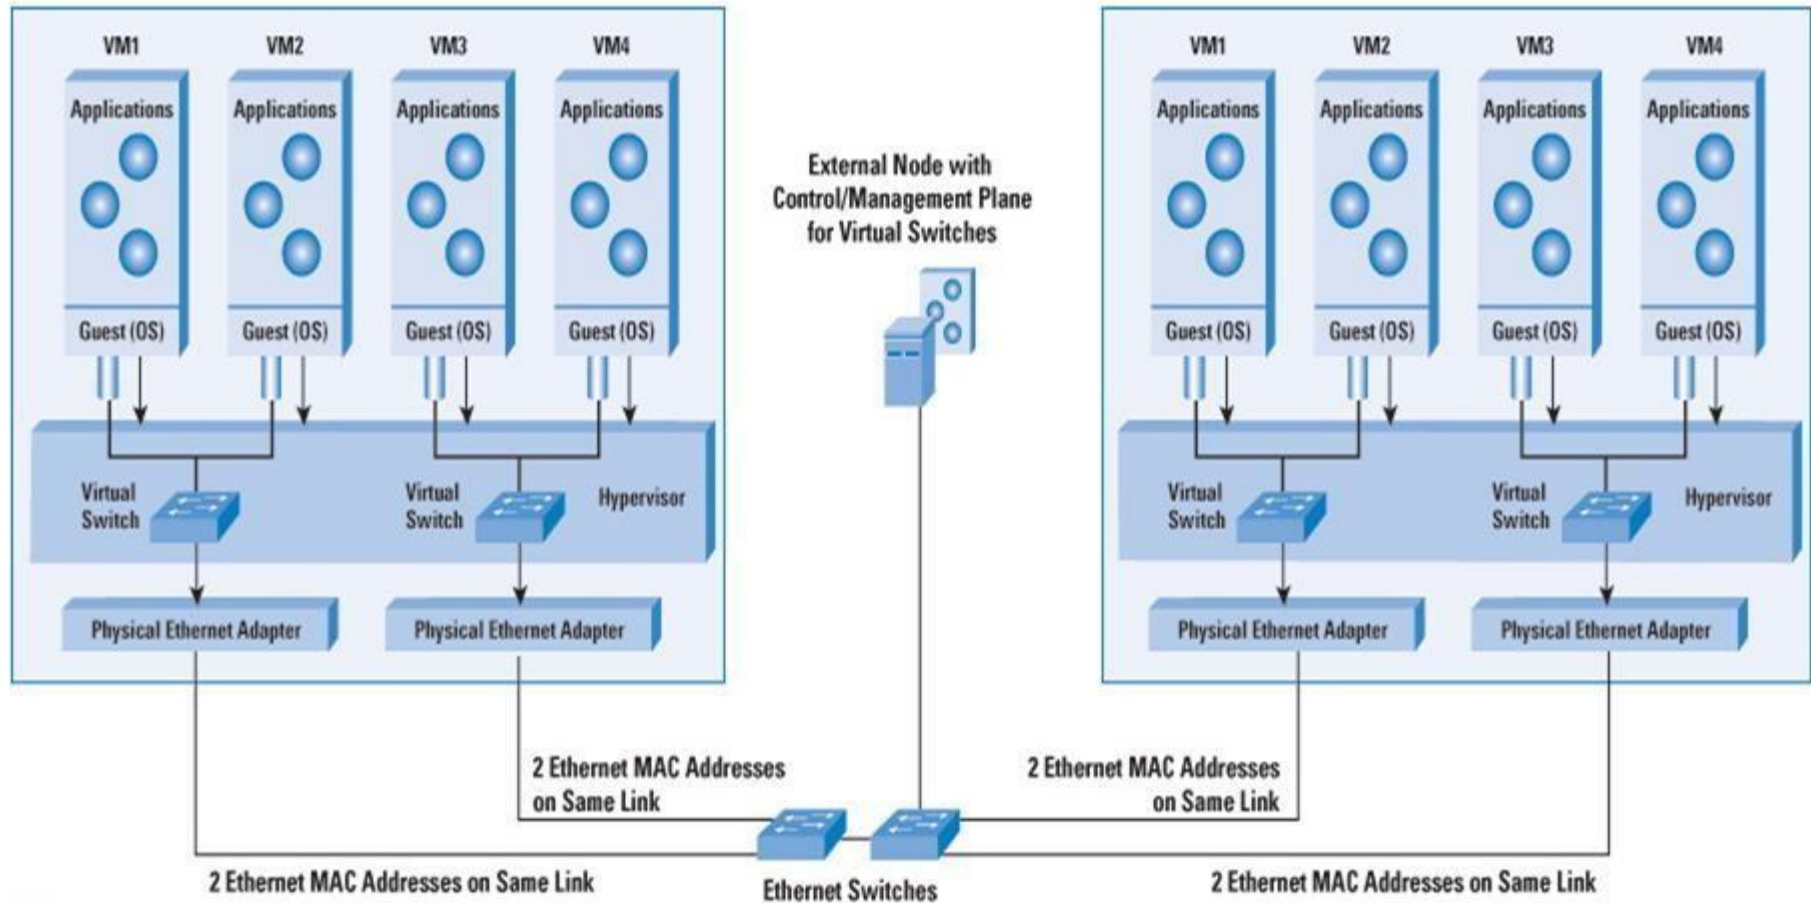 VM1
VM2
VM3
VM4
Applications
Applications
Applications
Applications
Guest (OS)
Guest (OS)
Guest (OS)
Guest (OS)
Virtual
Switch
Virtual
Switch
Hypervisor
Physical Ethernet Adapter
Physical Ethernet Adapter
External Node with
Control/Management Plane
for Virtual Switches
VM1
VM2
VM3
VM4
Applications
Applications
Applications
Applications
Guest (OS)
Guest (OS)
Guest (OS)
Guest (OS)
Virtual
Switch
Virtual
Switch
Hypervisor
Physical Ethernet Adapter
Physical Ethernet Adapter
2 Ethernet MAC Addresses
on Same Link
2 Ethernet MAC Addresses
on Same Link
2 Ethernet MAC Addresses on Same Link
Ethernet Switches
2 Ethernet MAC Addresses on Same Link